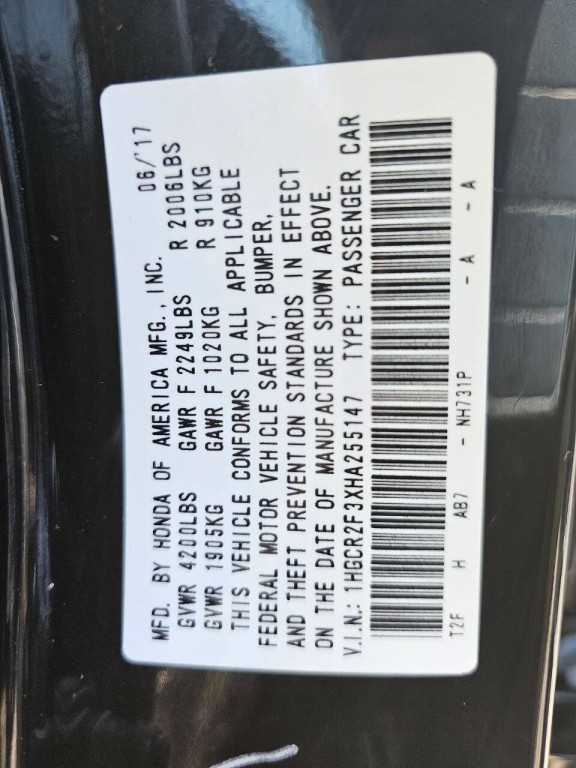 MFD. BY HONDA OF AMERICA MFG., INC. 06/'17
GVWR 4200LBS GAWR F 2249LBS R 2006LBS
GVWR 1905KG GAWR F 1020KG R 910KG
THIS VEHICLE CONFORMS TO ALL APPLICABLE
FEDERAL MOTOR VEHICLE SAFETY, BUMPER,
AND THEFT PREVENTION STANDARDS IN EFFECT
ON THE DATE OF MANUFACTURE SHOWN ABOVE.
V.I.N.: 1HGCR2F3XHA255147 TYPE: PASSENGER CAR
T2F H AB7 - NH731P - A - A